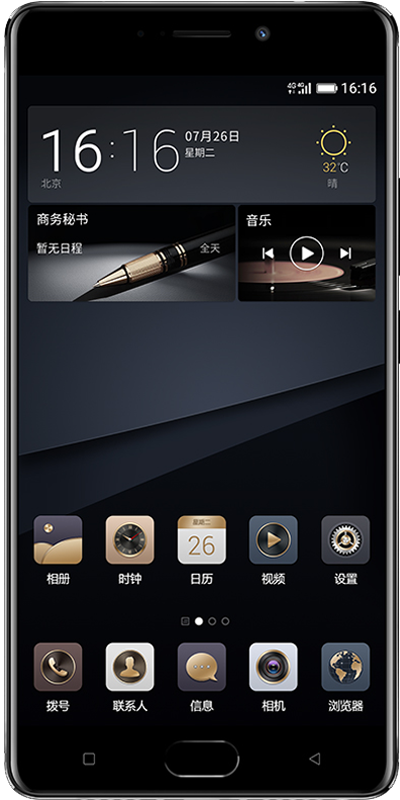 4G 4G 16:16
16:16 07月26日
星期二
北京
32°C
晴
商务秘书
暂无日程 全天
音乐
星期二
26
相册 时钟 日历 视频 设置
拨号 联系人 信息 相机 浏览器